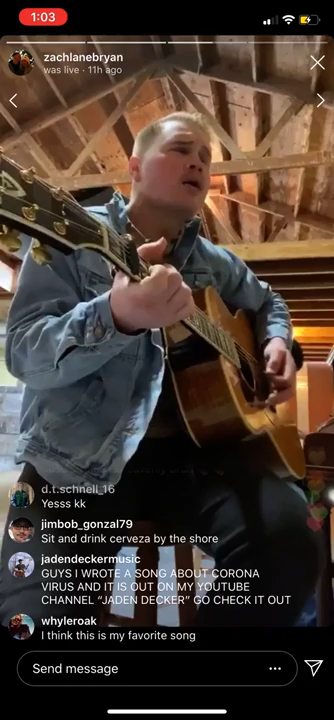 1:03
zachlanebryan
was live · 11h ago
d.t.schnell_16
Yesss kk
jimbob_gonzal79
Sit and drink cerveza by the shore
jadendeckermusic
GUYS I WROTE A SONG ABOUT CORONA
VIRUS AND IT IS OUT ON MY YOUTUBE
CHANNEL “JADEN DECKER” GO CHECK IT OUT
whyleroak
I think this is my favorite song
Send message